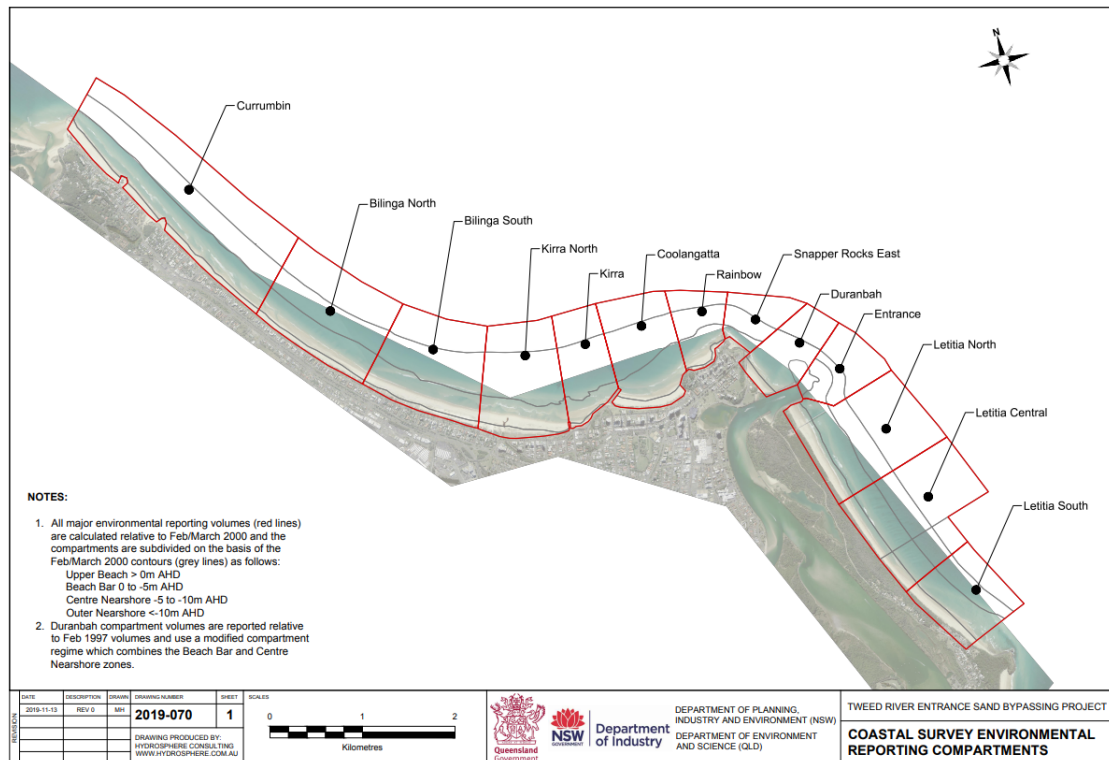 N
Currumbin
Bilinga North
Bilinga South
Kirra North
Kirra
Coolangatta
Rainbow
Snapper Rocks East
Duranbah
Entrance
Letitia North
Letitia Central
Letitia South
NOTES:
1. All major environmental reporting volumes (red lines)
are calculated relative to Feb/March 2000 and the
compartments are subdivided on the basis of the
Feb/March 2000 contours (grey lines) as follows:
Upper Beach > 0m AHD
Beach Bar 0 to -5m AHD
Centre Nearshore -5 to -10m AHD
Outer Nearshore <-10m AHD
2. Duranbah compartment volumes are reported relative
to Feb 1997 volumes and use a modified compartment
regime which combines the Beach Bar and Centre
Nearshore zones.
REVISION
DATE DESCRIPTION DRAWN
2019-11-13 REV 0 MH
DRAWING NUMBER SHEET
2019-070 1
DRAWING PRODUCED BY:
HYDROSPHERE CONSULTING
WWW.HYDROSPHERE.COM.AU
SCALES
0 1 2
Kilometres
Queensland
Government
NSW
GOVERNMENT
Department
of Industry
DEPARTMENT OF PLANNING,
INDUSTRY AND ENVIRONMENT (NSW)
DEPARTMENT OF ENVIRONMENT
AND SCIENCE (QLD)
TWEED RIVER ENTRANCE SAND BYPASSING PROJECT
COASTAL SURVEY ENVIRONMENTAL
REPORTING COMPARTMENTS